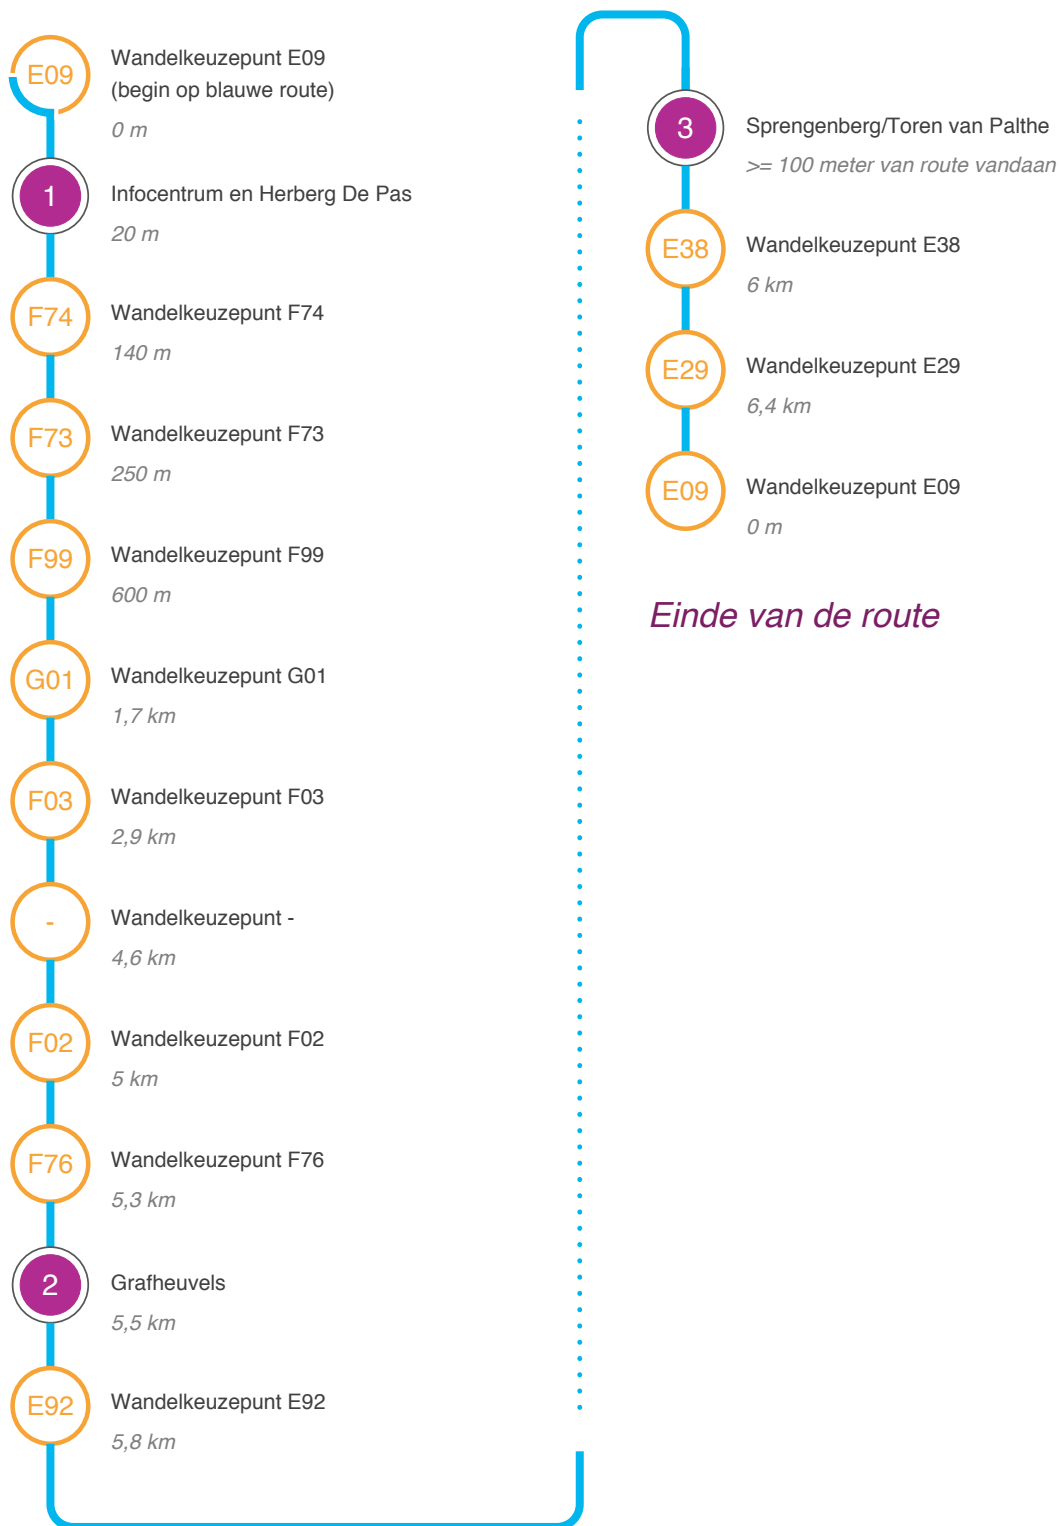 E09
Wandelkeuzepunt E09
(begin op blauwe route)
0 m
1
Infocentrum en Herberg De Pas
20 m
F74
Wandelkeuzepunt F74
140 m
F73
Wandelkeuzepunt F73
250 m
F99
Wandelkeuzepunt F99
600 m
G01
Wandelkeuzepunt G01
1,7 km
F03
Wandelkeuzepunt F03
2,9 km
-
Wandelkeuzepunt -
4,6 km
F02
Wandelkeuzepunt F02
5 km
F76
Wandelkeuzepunt F76
5,3 km
2
Grafheuvels
5,5 km
E92
Wandelkeuzepunt E92
5,8 km
3
Sprengenberg/Toren van Palthe
>= 100 meter van route vandaan
E38
Wandelkeuzepunt E38
6 km
E29
Wandelkeuzepunt E29
6,4 km
E09
Wandelkeuzepunt E09
0 m
Einde van de route